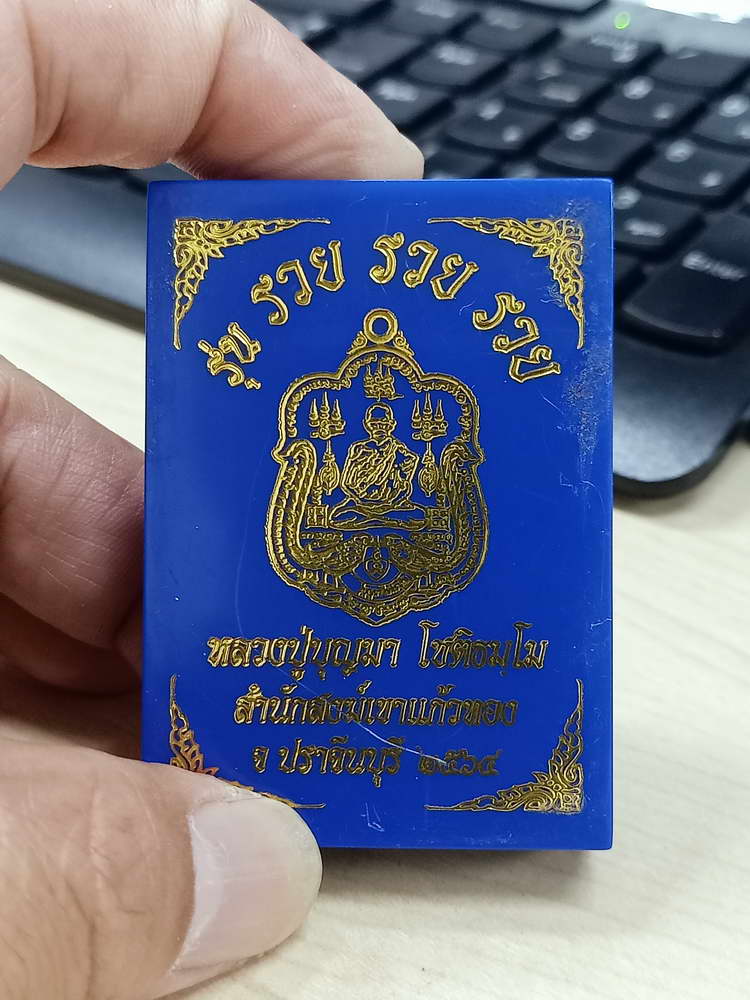 รุ่น รวย รวย รวย
หลวงปู่บุญมา โชติธมฺโม
สำนักสงฆ์เขาแก้วทอง
จ ปราจีนบุรี ๒๕๖๔
Enter